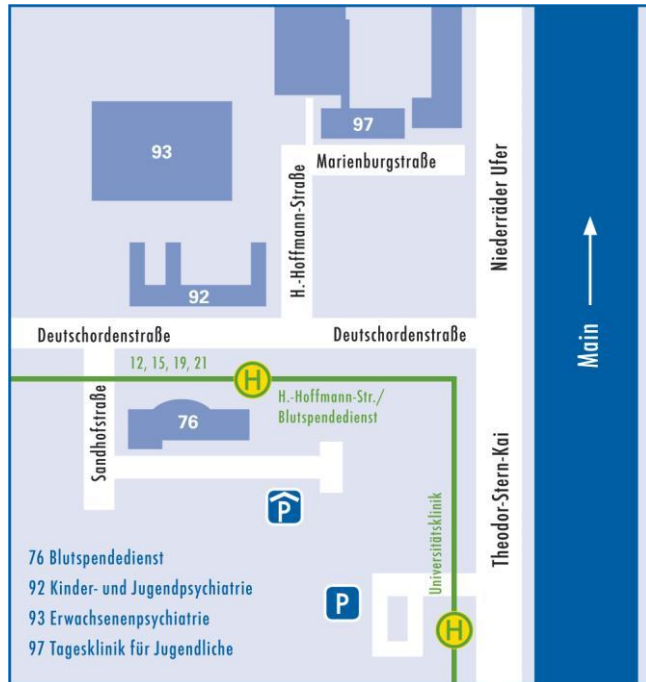 97
93
Marienburgstraße
Niederräder Ufer
H.-Hoffmann-Straße
92
Deutschordenstraße
Deutschordenstraße
Main
12, 15, 19, 21
H
H.-Hoffmann-Str./
Blutspendedienst
76
Sandhofstraße
P
Theodor-Stern-Kai
Universitätsklinik
76 Blutspendedienst
92 Kinder- und Jugendpsychiatrie
93 Erwachsenenpsychiatrie
97 Tagesklinik für Jugendliche
P
H